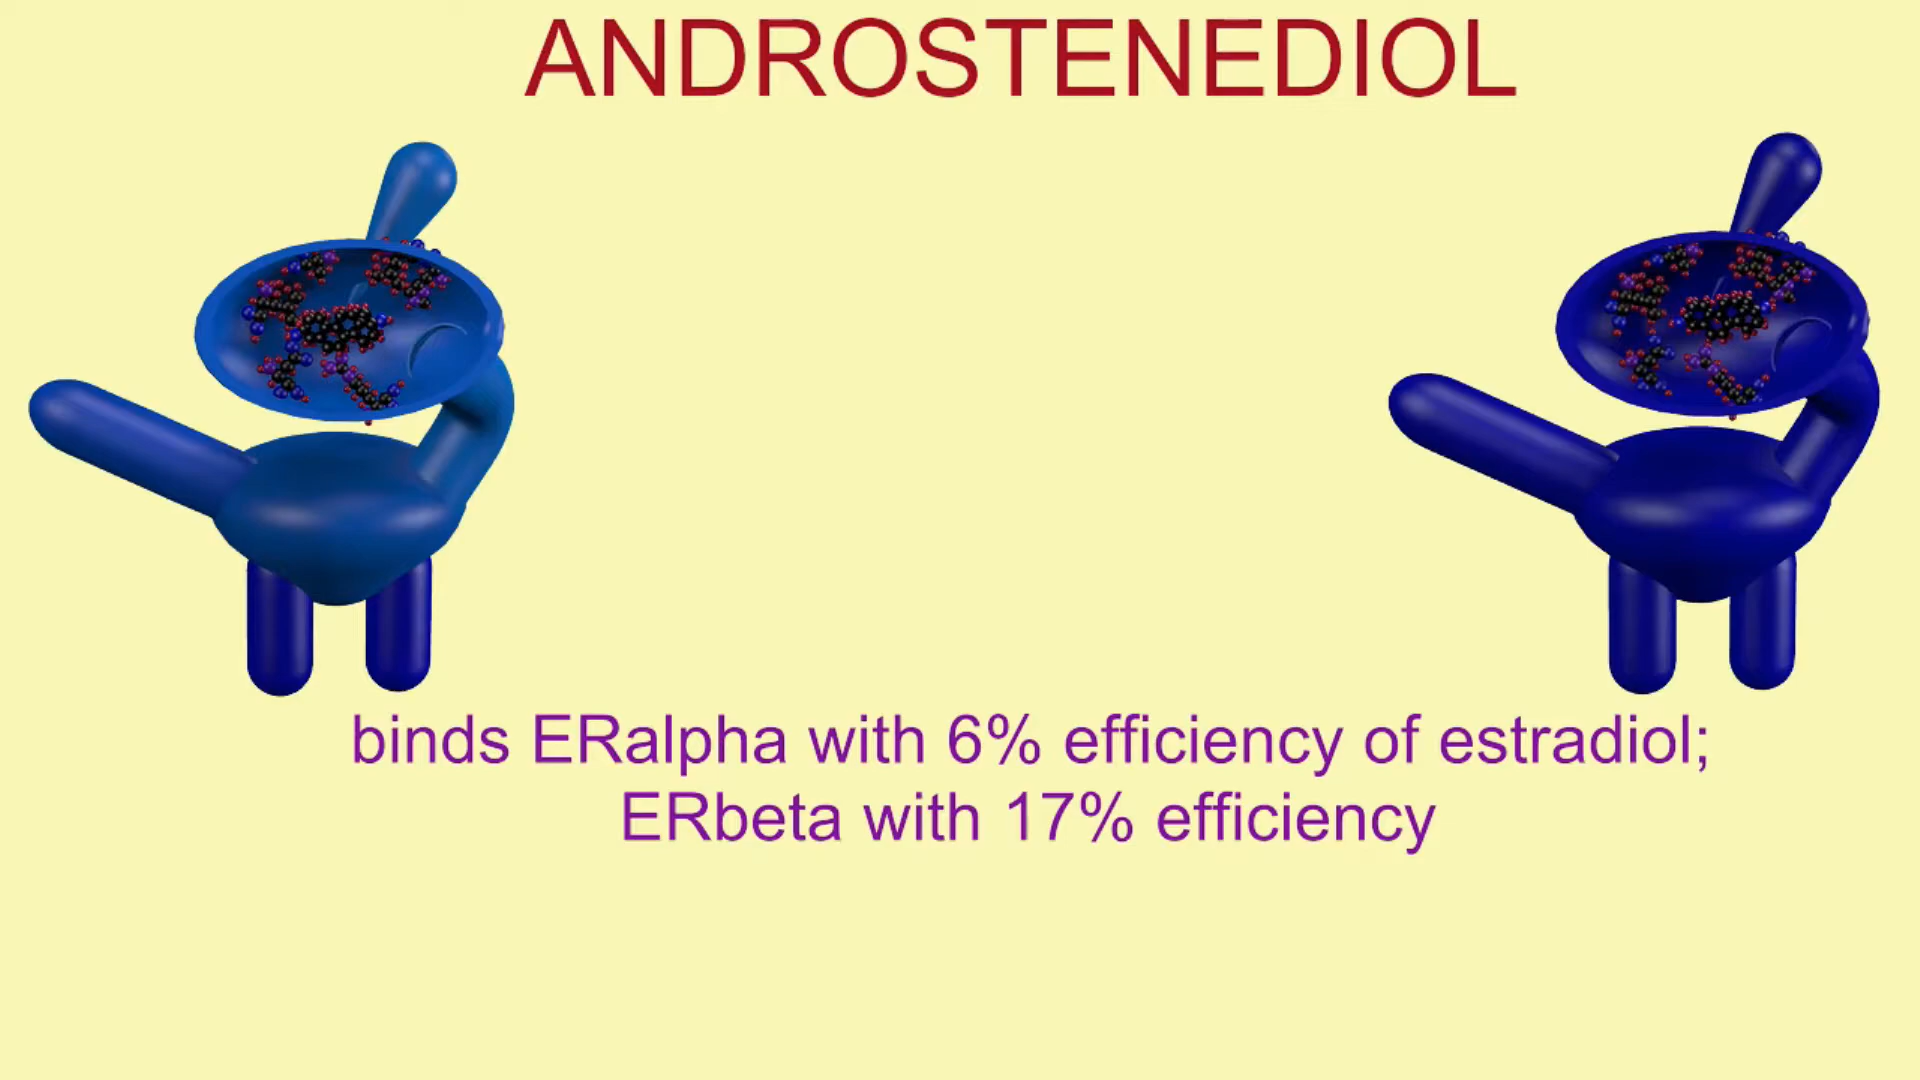 ANDROSTENEDIOL
binds ERalpha with 6% efficiency of estradiol;
ERbeta with 17% efficiency